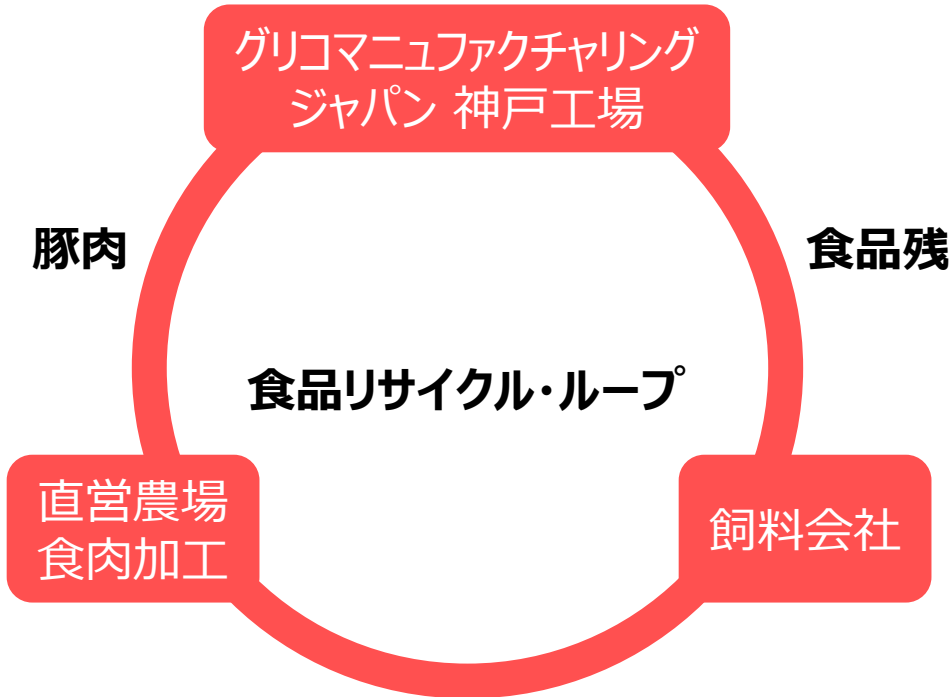 グリコマニュファクチャリング
ジャパン 神戸工場
豚肉
食品残
食品リサイクル・ループ
直営農場
食肉加工
飼料会社